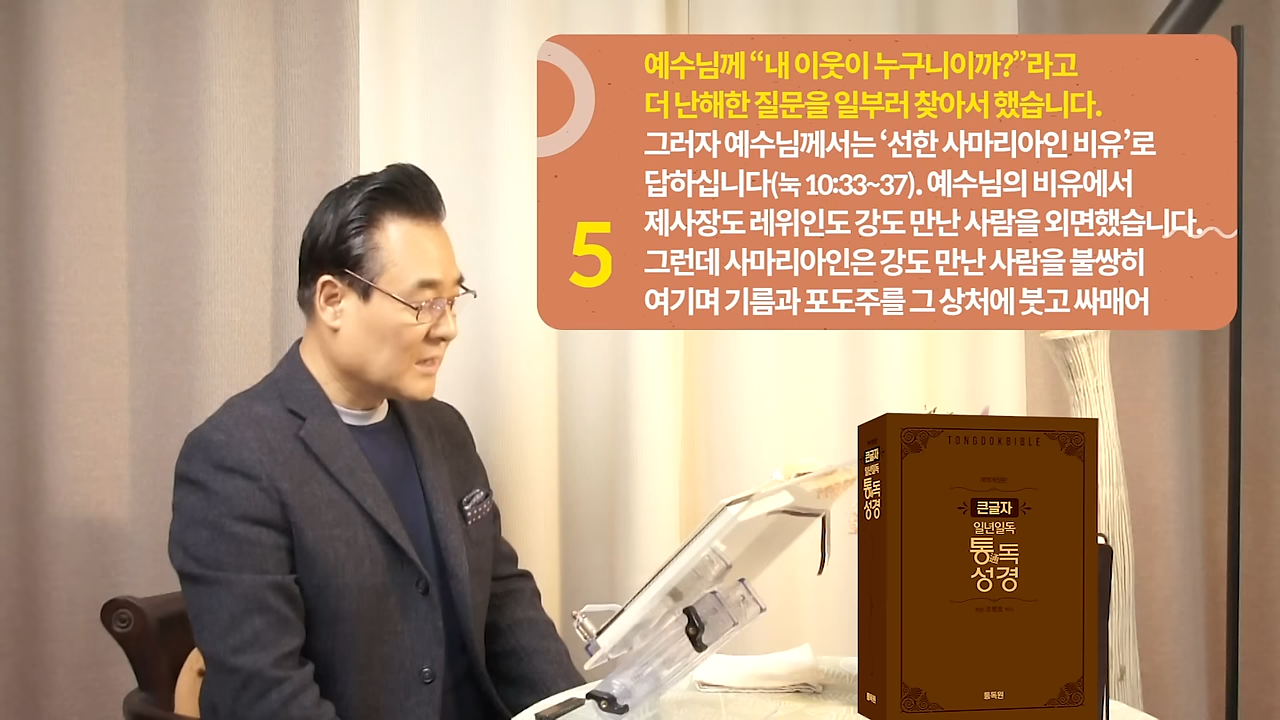 예수님께 “내 이웃이 누구니이까?”라고
더 난해한 질문을 일부러 찾아서 했습니다.
그러자 예수님께서는 ‘선한 사마리아인 비유’로
답하십니다(눅 10:33~37). 예수님의 비유에서
제사장도 레위인도 강도 만난 사람을 외면했습니다.
그런데 사마리아인은 강도 만난 사람을 불쌍히
여기며 기름과 포도주를 그 상처에 붓고 싸매어
5
TONGDOKBIBLE
큰글자
일년일독
통독
성경
통독원
큰글자
일년일독
통독
성경
통독원